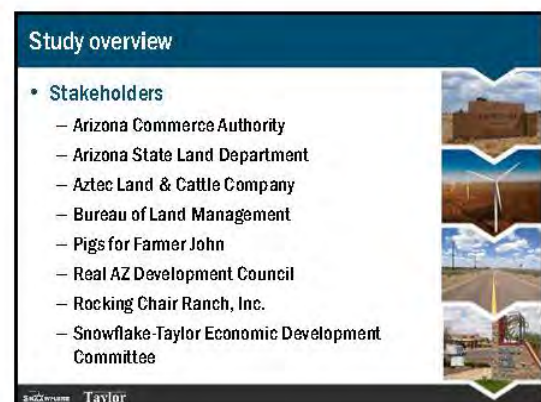 Study overview
• Stakeholders
– Arizona Commerce Authority
– Arizona State Land Department
– Aztec Land & Cattle Company
– Bureau of Land Management
– Pigs for Farmer John
– Real AZ Development Council
– Rocking Chair Ranch, Inc.
– Snowflake-Taylor Economic Development
Committee
Taylor